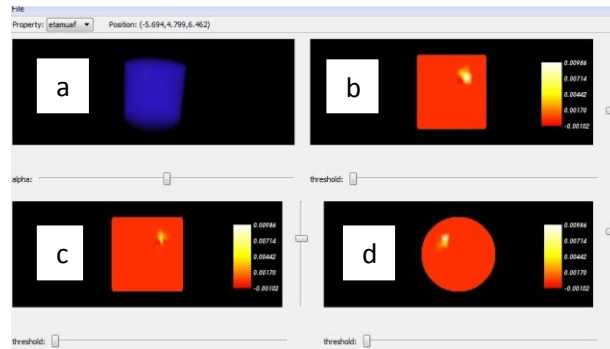 File
Property: etamuaf Position: (-5.694,4.799,6.462)
a
b
0.00986
0.00714
0.00442
0.00170
-0.00102
alpha:
threshold:
c
0.00986
0.00714
0.00442
0.00170
-0.00102
d
0.00986
0.00714
0.00442
0.00170
-0.00102
threshold:
threshold: